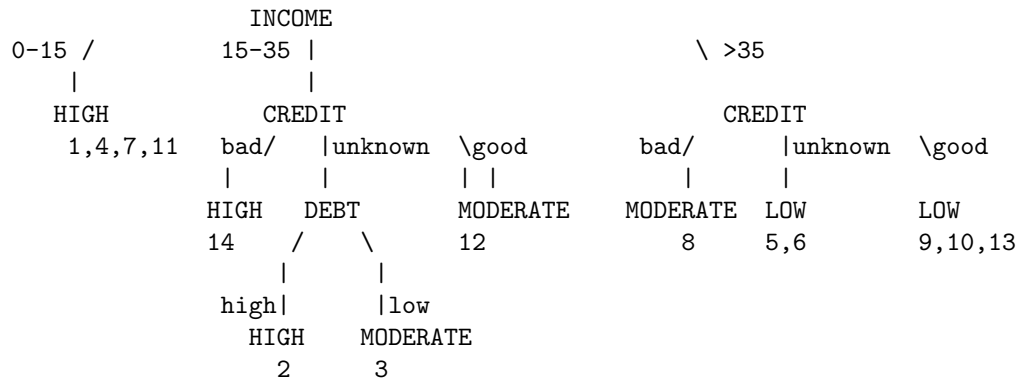 INCOME
0-15 / 15-35 | \ >35
| |
HIGH CREDIT CREDIT
1,4,7,11 bad/ |unknown \good bad/ |unknown \good
| | | | | |
HIGH DEBT MODERATE MODERATE LOW LOW
14 / \ 12 8 5,6 9,10,13
| |
high| |low
HIGH MODERATE
2 3